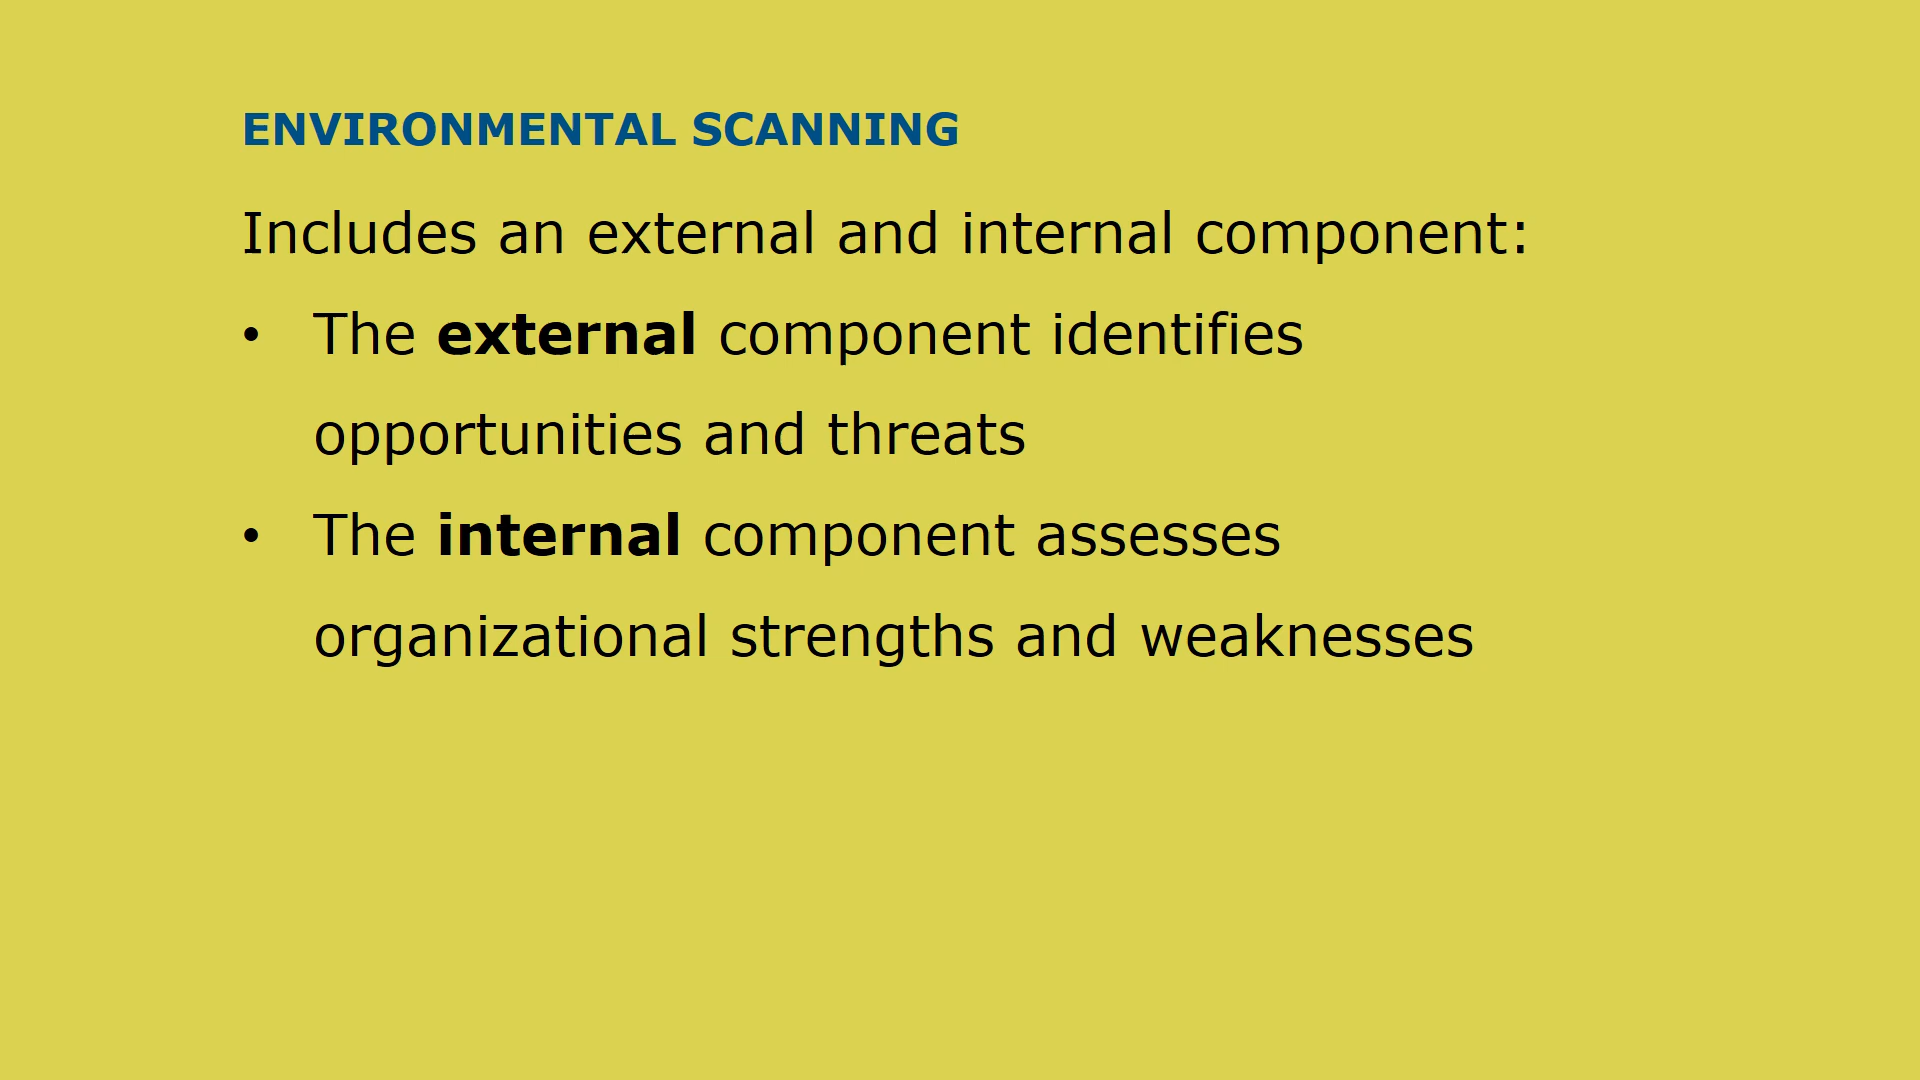 ENVIRONMENTAL SCANNING
Includes an external and internal component:
• The external component identifies
opportunities and threats
• The internal component assesses
organizational strengths and weaknesses